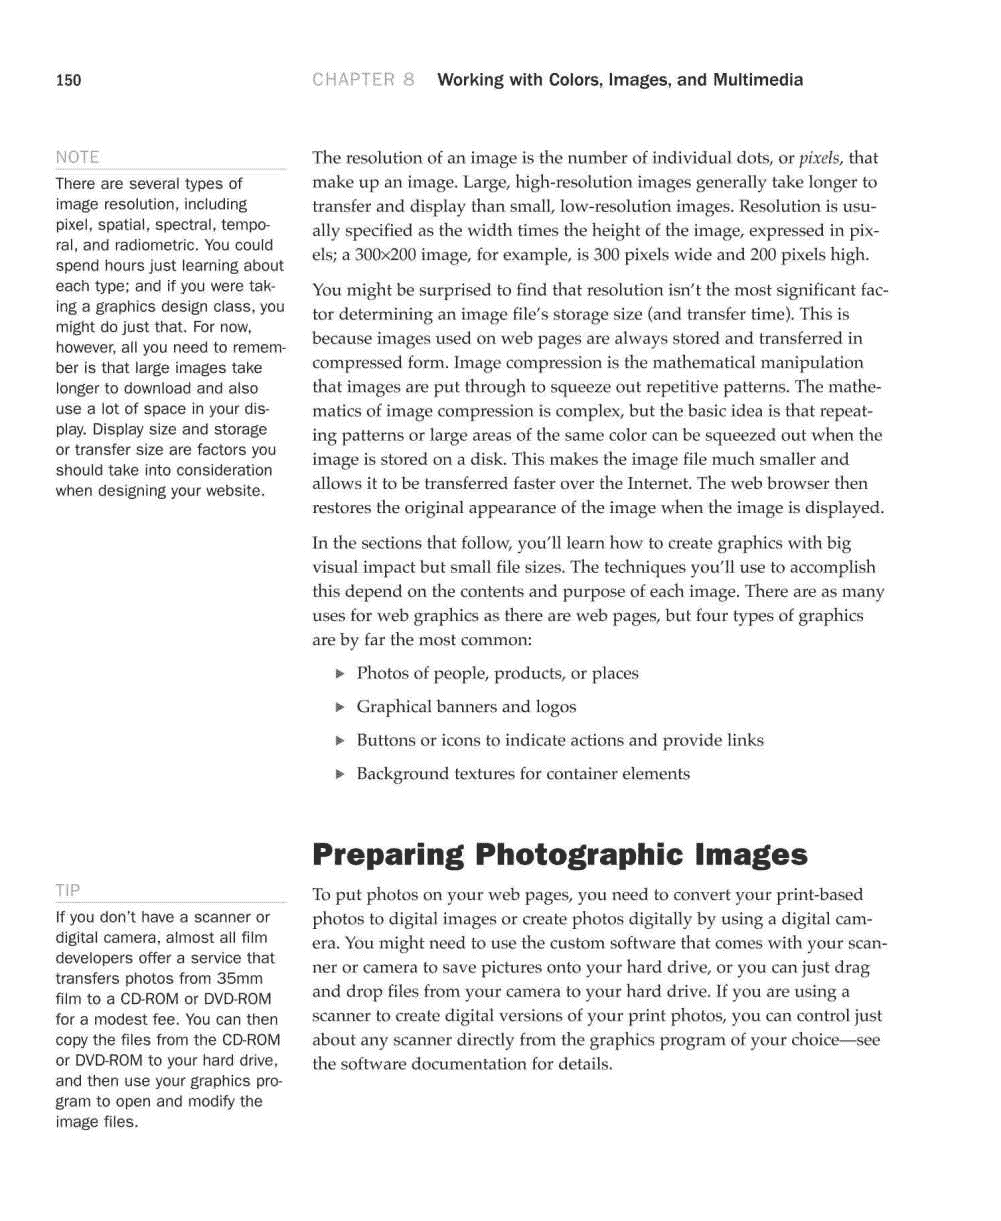 150
CHAPTER 8 Working with Colors, Images, and Multimedia
NOTE
There are several types of
image resolution, including
pixel, spatial, spectral, tempo-
ral, and radiometric. You could
spend hours just learning about
each type; and if you were tak-
ing a graphics design class, you
might do just that. For now,
however, all you need to remem-
ber is that large images take
longer to download and also
use a lot of space in your dis-
play. Display size and storage
or transfer size are factors you
should take into consideration
when designing your website.
The resolution of an image is the number of individual dots, or pixels, that
make up an image. Large, high-resolution images generally take longer to
transfer and display than small, low-resolution images. Resolution is usu-
ally specified as the width times the height of the image, expressed in pix-
els; a 300×200 image, for example, is 300 pixels wide and 200 pixels high.
You might be surprised to find that resolution isn't the most significant fac-
tor determining an image file's storage size (and transfer time). This is
because images used on web pages are always stored and transferred in
compressed form. Image compression is the mathematical manipulation
that images are put through to squeeze out repetitive patterns. The mathe-
matics of image compression is complex, but the basic idea is that repeat-
ing patterns or large areas of the same color can be squeezed out when the
image is stored on a disk. This makes the image file much smaller and
allows it to be transferred faster over the Internet. The web browser then
restores the original appearance of the image when the image is displayed.
In the sections that follow, you'll learn how to create graphics with big
visual impact but small file sizes. The techniques you'll use to accomplish
this depend on the contents and purpose of each image. There are as many
uses for web graphics as there are web pages, but four types of graphics
are by far the most common:
▶ Photos of people, products, or places
▶ Graphical banners and logos
▶ Buttons or icons to indicate actions and provide links
▶ Background textures for container elements
Preparing Photographic Images
TIP
If you don't have a scanner or
digital camera, almost all film
developers offer a service that
transfers photos from 35mm
film to a CD-ROM or DVD-ROM
for a modest fee. You can then
copy the files from the CD-ROM
or DVD-ROM to your hard drive,
and then use your graphics pro-
gram to open and modify the
image files.
To put photos on your web pages, you need to convert your print-based
photos to digital images or create photos digitally by using a digital cam-
era. You might need to use the custom software that comes with your scan-
ner or camera to save pictures onto your hard drive, or you can just drag
and drop files from your camera to your hard drive. If you are using a
scanner to create digital versions of your print photos, you can control just
about any scanner directly from the graphics program of your choice—see
the software documentation for details.